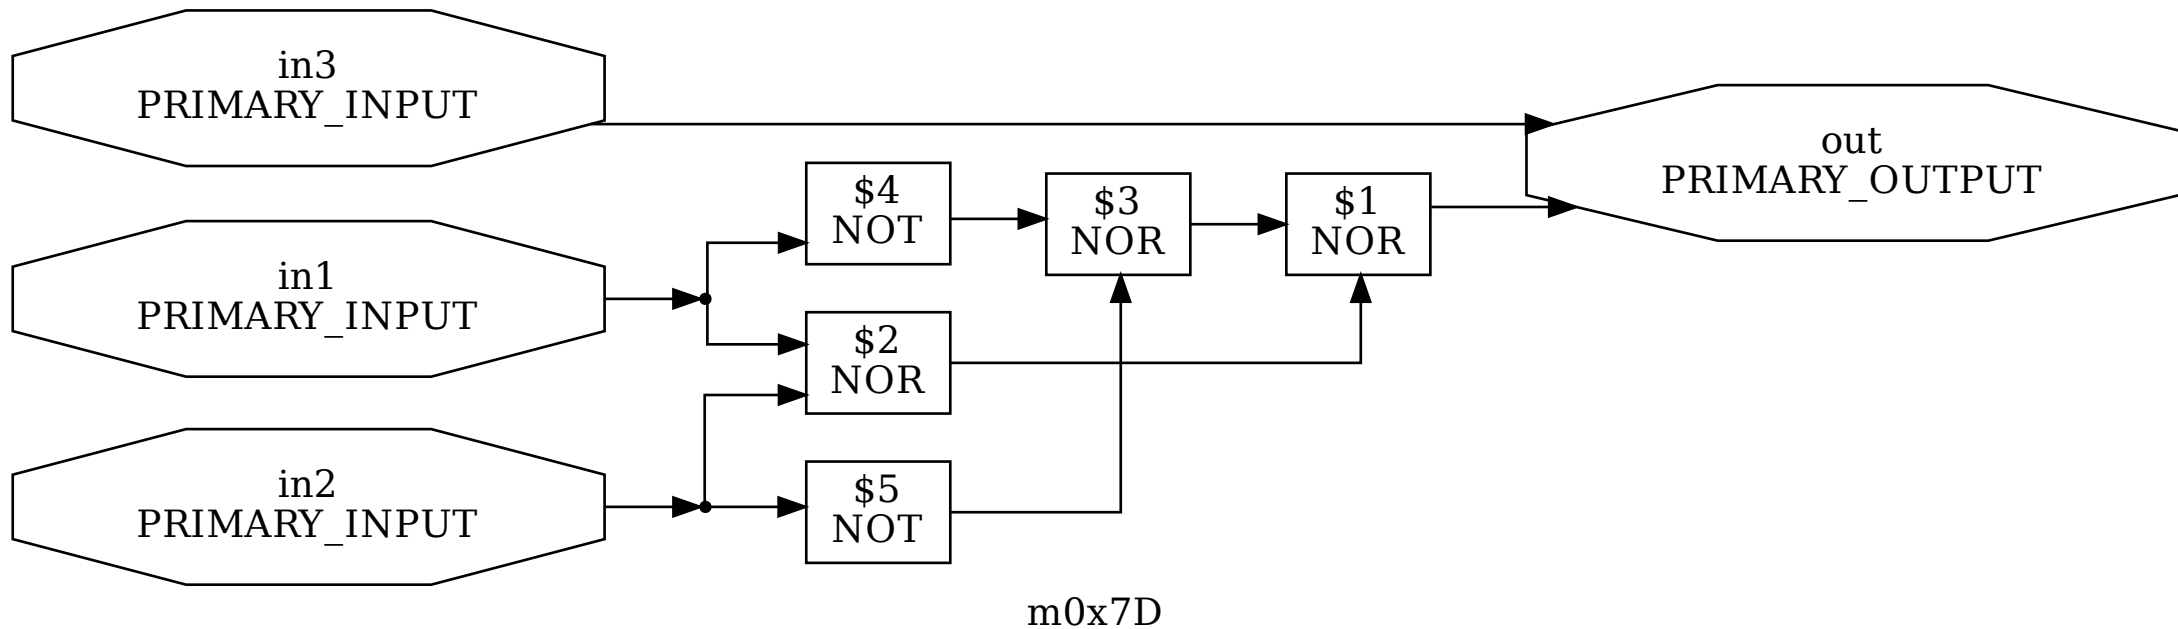 in3
PRIMARY_INPUT
out
PRIMARY_OUTPUT
$4
NOT
$3
NOR
$1
NOR
in1
PRIMARY_INPUT
$2
NOR
in2
PRIMARY_INPUT
$5
NOT
m0x7D